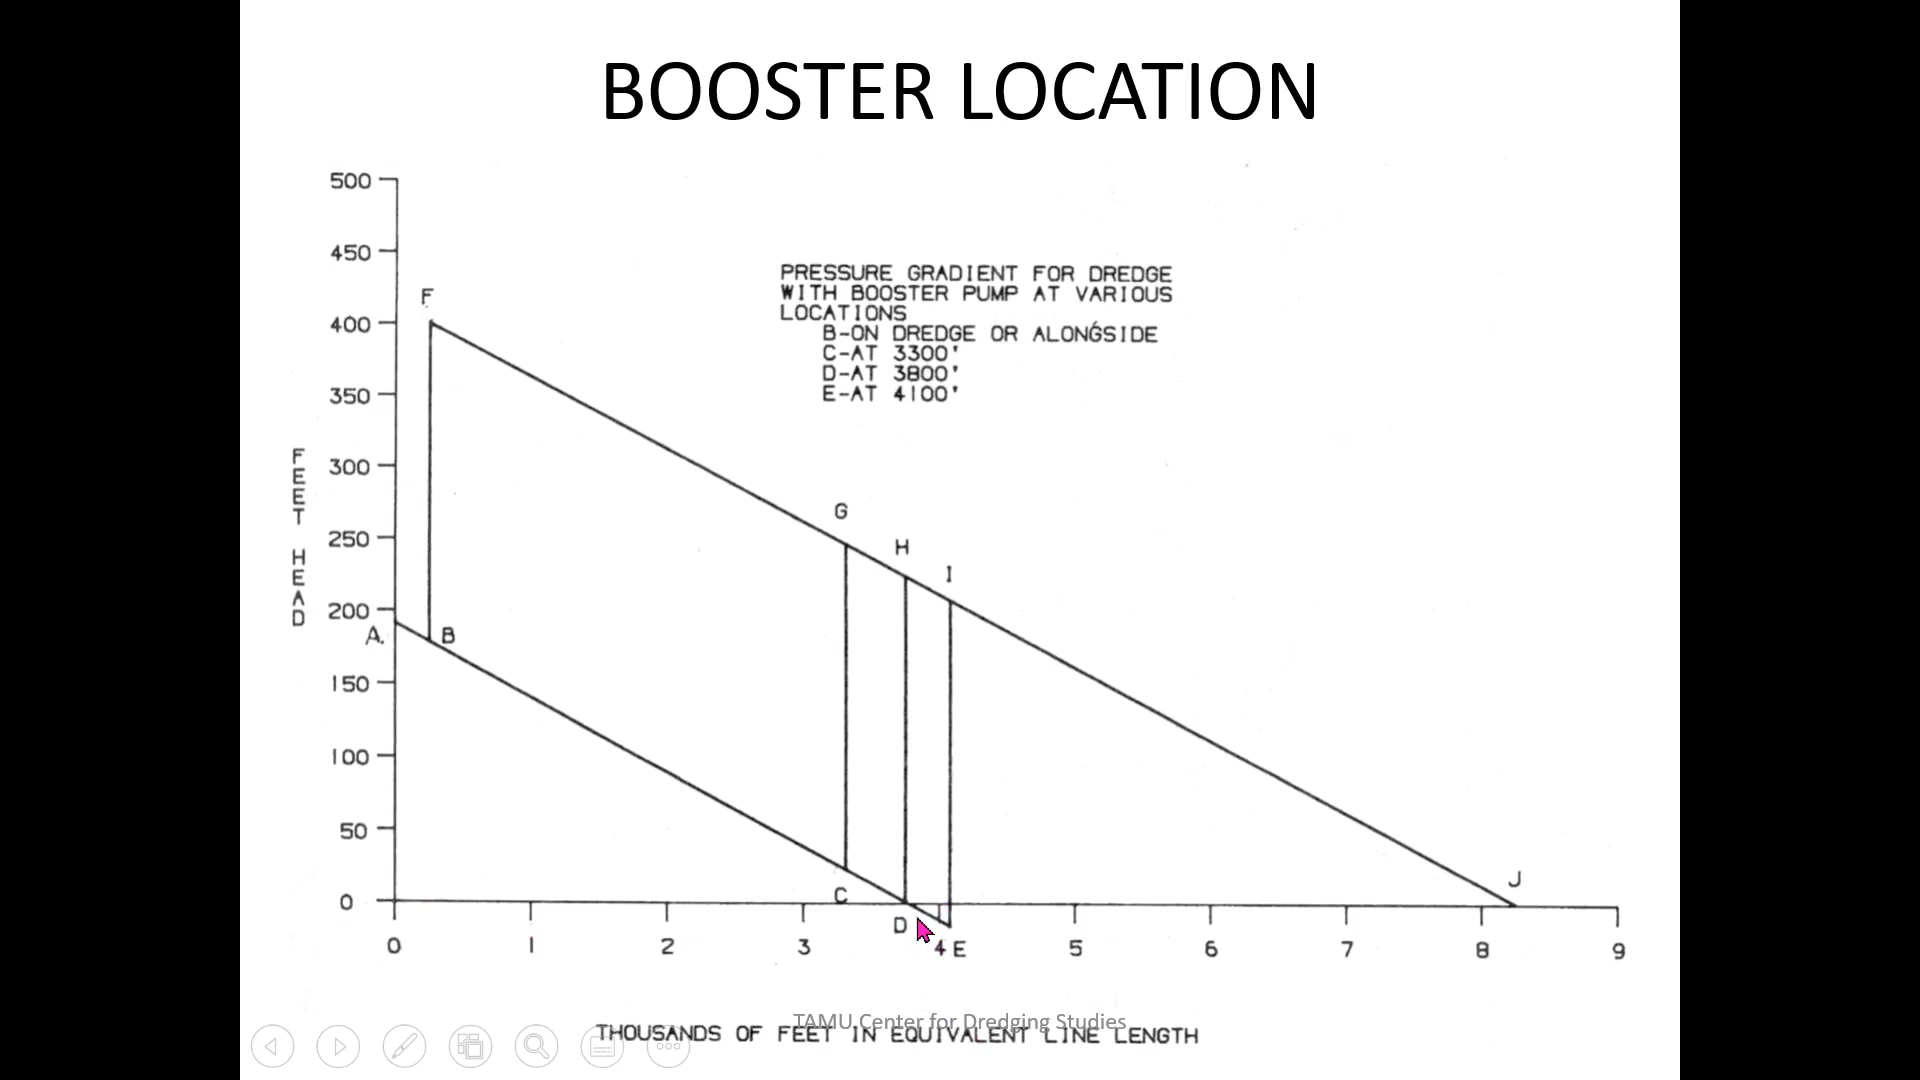 BOOSTER LOCATION
500
450
400
350
300
250
200
150
100
50
0
FEET HEAD
PRESSURE GRADIENT FOR DREDGE
WITH BOOSTER PUMP AT VARIOUS
LOCATIONS
B-ON DREDGE OR ALONGSIDE
C-AT 3300'
D-AT 3800'
E-AT 4100'
F
G
H
I
A.
B
C
D
E
J
0 1 2 3 4 5 6 7 8 9
TAMU Center for Dredging Studies
THOUSANDS OF FEET IN EQUIVALENT LINE LENGTH